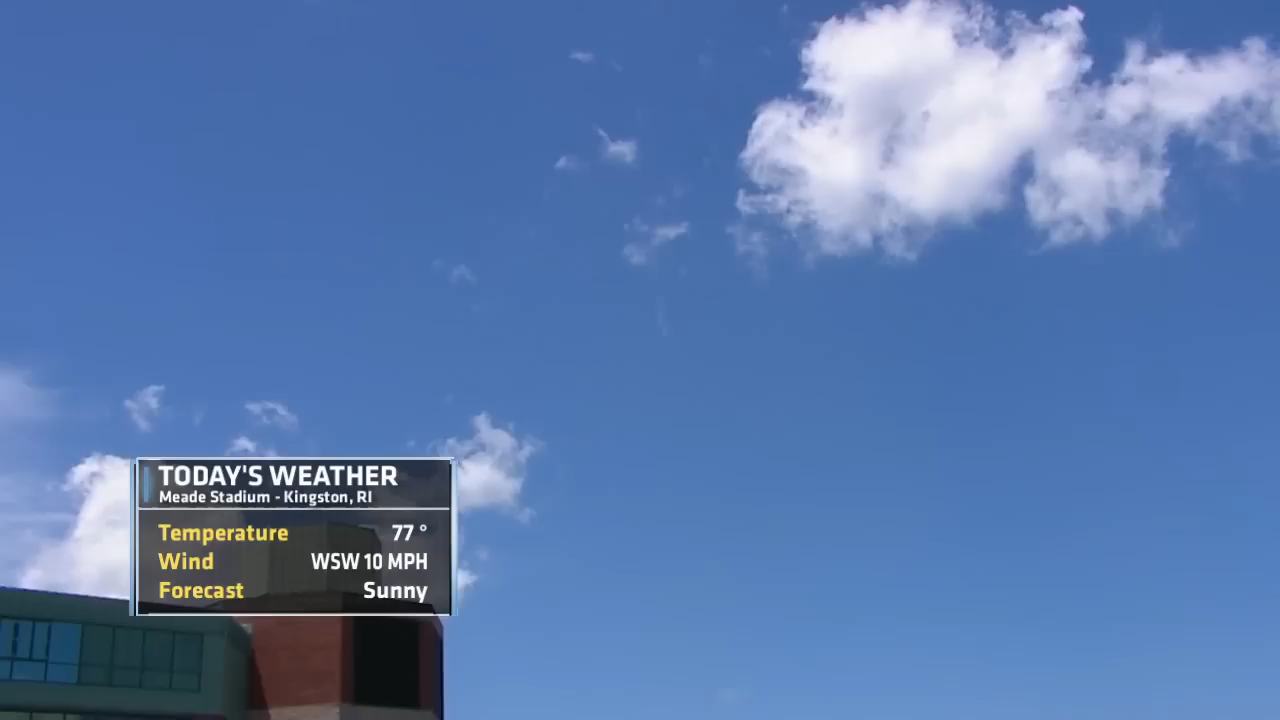 TODAY'S WEATHER
Meade Stadium - Kingston, RI
Temperature 77 °
Wind WSW 10 MPH
Forecast Sunny